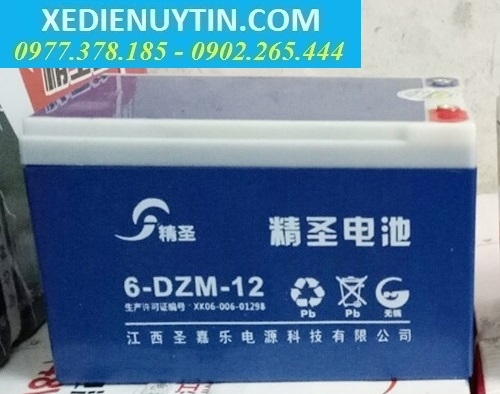 XEDIENUYTIN.COM
0977.378.185 - 0902.265.444
精圣
精圣电池
6-DZM-12
生产许可证编号: XK06-006-01298
Pb Pb 无镉
江西圣嘉乐电源科技有限公司